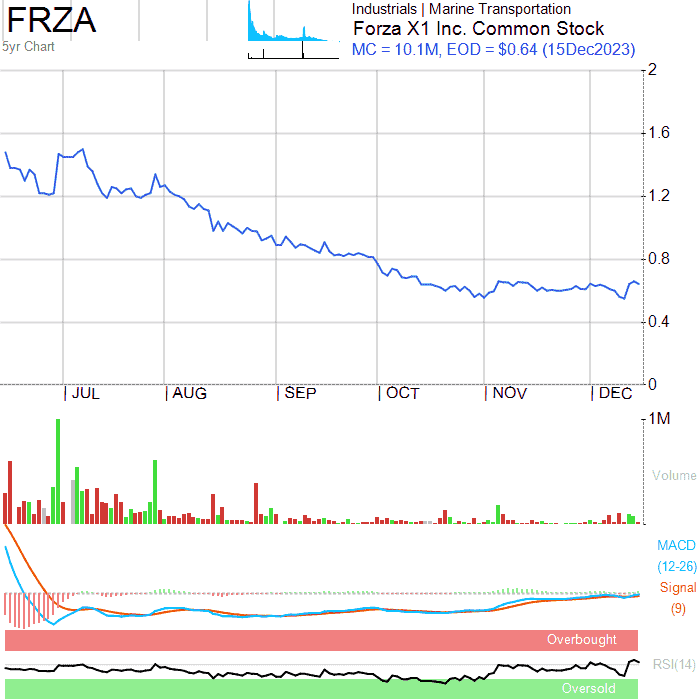 FRZA
5yr Chart
Industrials | Marine Transportation
Forza X1 Inc. Common Stock
MC = 10.1M, EOD = $0.64 (15Dec2023)
2
1.6
1.2
0.8
0.4
0
JUL AUG SEP OCT NOV DEC
1M
Volume
MACD
(12-26)
Signal
(9)
Overbought
RSI(14)
Oversold